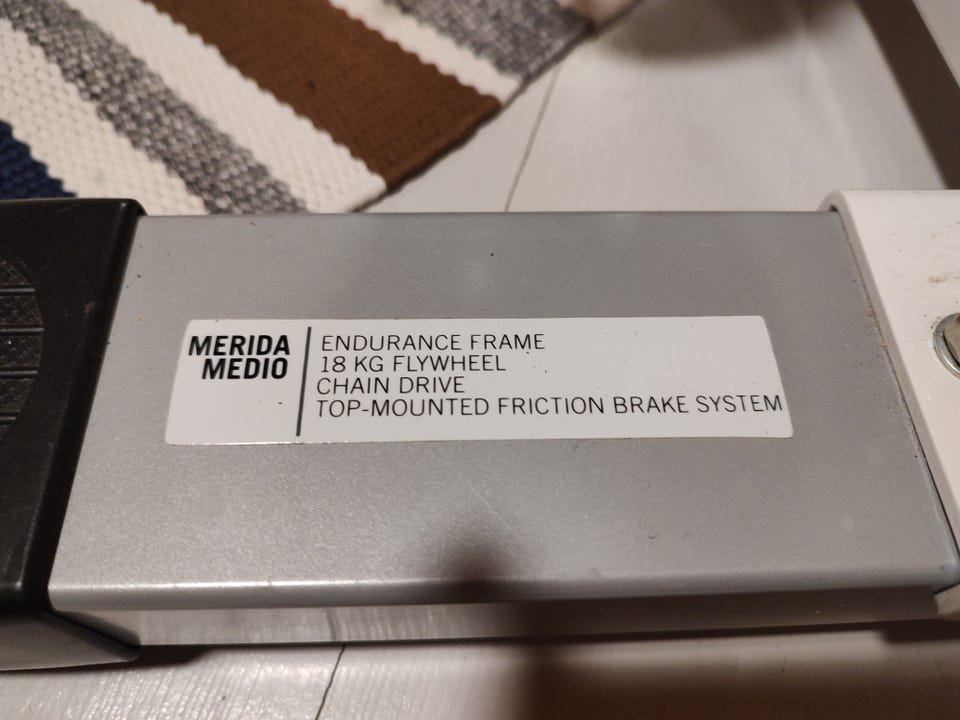 MERIDA
MEDIO
ENDURANCE FRAME
18 KG FLYWHEEL
CHAIN DRIVE
TOP-MOUNTED FRICTION BRAKE SYSTEM